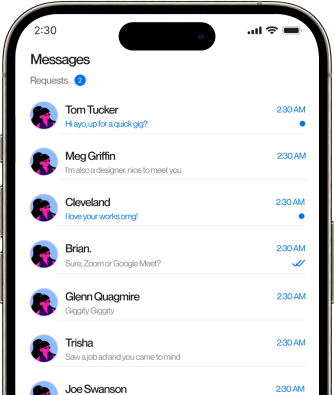 2:30
Messages
Requests 2
Tom Tucker 2:30 AM
Hi ayo, up for a quick gig?
Meg Griffin 2:30 AM
I'm also a designer, nice to meet you
Cleveland 2:30 AM
I love your works omg!
Brian. 2:30 AM
Sure, Zoom or Google Meet?
Glenn Quagmire 2:30 AM
Giggity Giggity
Trisha 2:30 AM
Saw a job ad and you came to mind
Joe Swanson 2:30 AM